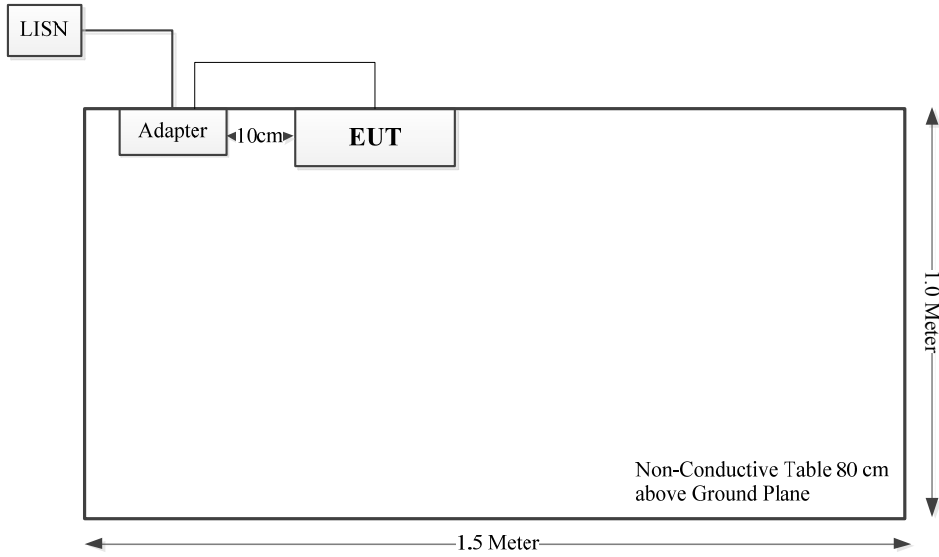 LISN
Adapter
10cm
EUT
1.0 Meter
Non-Conductive Table 80 cm
above Ground Plane
1.5 Meter